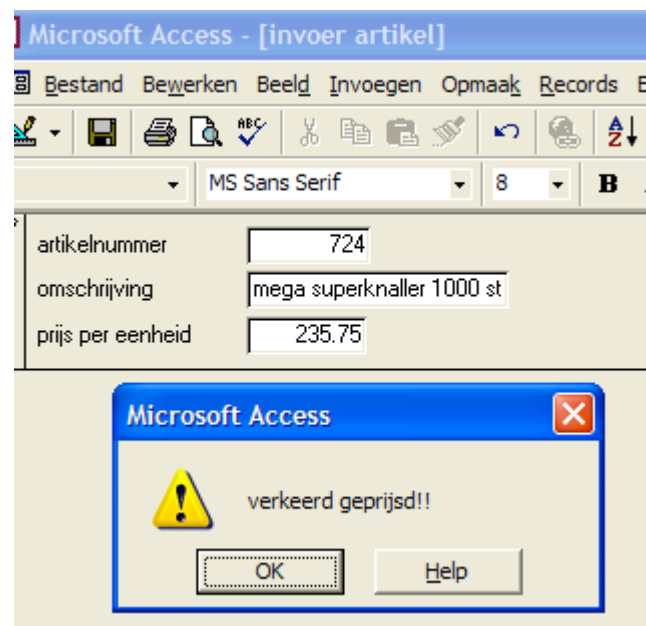 Microsoft Access - [invoer artikel]
Bestand Bewerken Beeld Invoegen Opmaak Records
ABC A Z
MS Sans Serif 8 B
artikelnummer 724
omschrijving mega superknaller 1000 st
prijs per eenheid 235.75
Microsoft Access
verkeerd geprijsd!!
OK Help